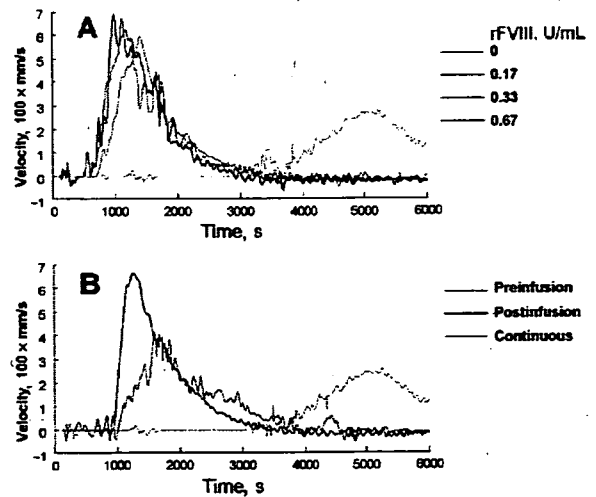 A
rFVIII, U/mL
0
0.17
0.33
0.67
Velocity, 100 x mm/s
7
6
5
4
3
2
1
0
-1
0 1000 2000 3000 4000 5000 6000
Time, s
B
Preinfusion
Postinfusion
Continuous
Velocity, 100 x mm/s
7
6
5
4
3
2
1
0
-1
0 1000 2000 3000 4000 5000 6000
Time, s